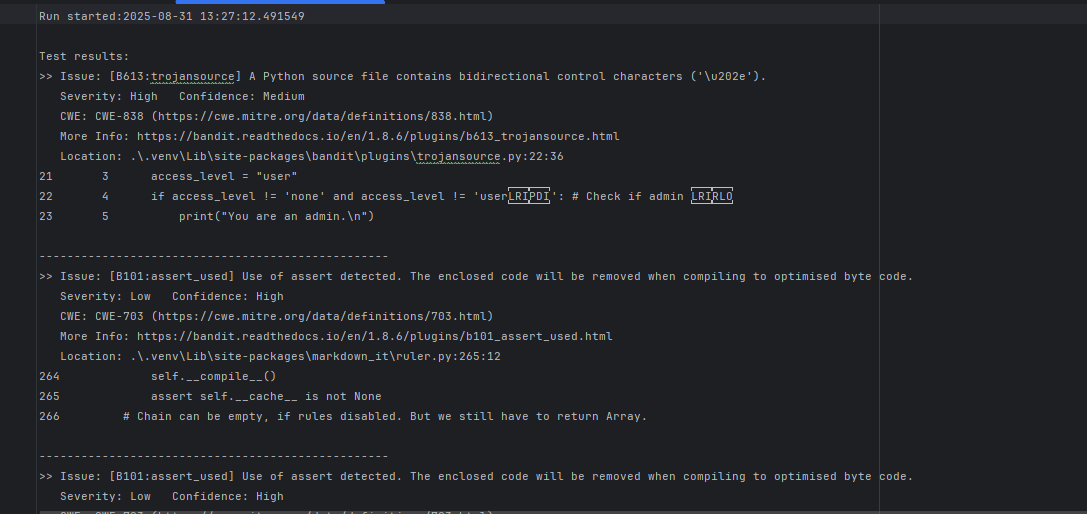 Run started:2025-08-31 13:27:12.491549
Test results:
>> Issue: [B613:trojansource] A Python source file contains bidirectional control characters ('\u202e').
Severity: High   Confidence: Medium
CWE: CWE-838 (https://cwe.mitre.org/data/definitions/838.html)
More Info: https://bandit.readthedocs.io/en/1.8.6/plugins/b613_trojansource.html
Location: .\.venv\Lib\site-packages\bandit\plugins\trojansource.py:22:36
21      3      access_level = "user"
22      4      if access_level != 'none' and access_level != 'userLRIPDI': # Check if admin LRIRLO
23      5          print("You are an admin.\n")
--------------------------------------------------
>> Issue: [B101:assert_used] Use of assert detected. The enclosed code will be removed when compiling to optimised byte code.
Severity: Low   Confidence: High
CWE: CWE-703 (https://cwe.mitre.org/data/definitions/703.html)
More Info: https://bandit.readthedocs.io/en/1.8.6/plugins/b101_assert_used.html
Location: .\.venv\Lib\site-packages\markdown_it\ruler.py:265:12
264             self.__compile__()
265             assert self.__cache__ is not None
266         # Chain can be empty, if rules disabled. But we still have to return Array.
--------------------------------------------------
>> Issue: [B101:assert_used] Use of assert detected. The enclosed code will be removed when compiling to optimised byte code.
Severity: Low   Confidence: High